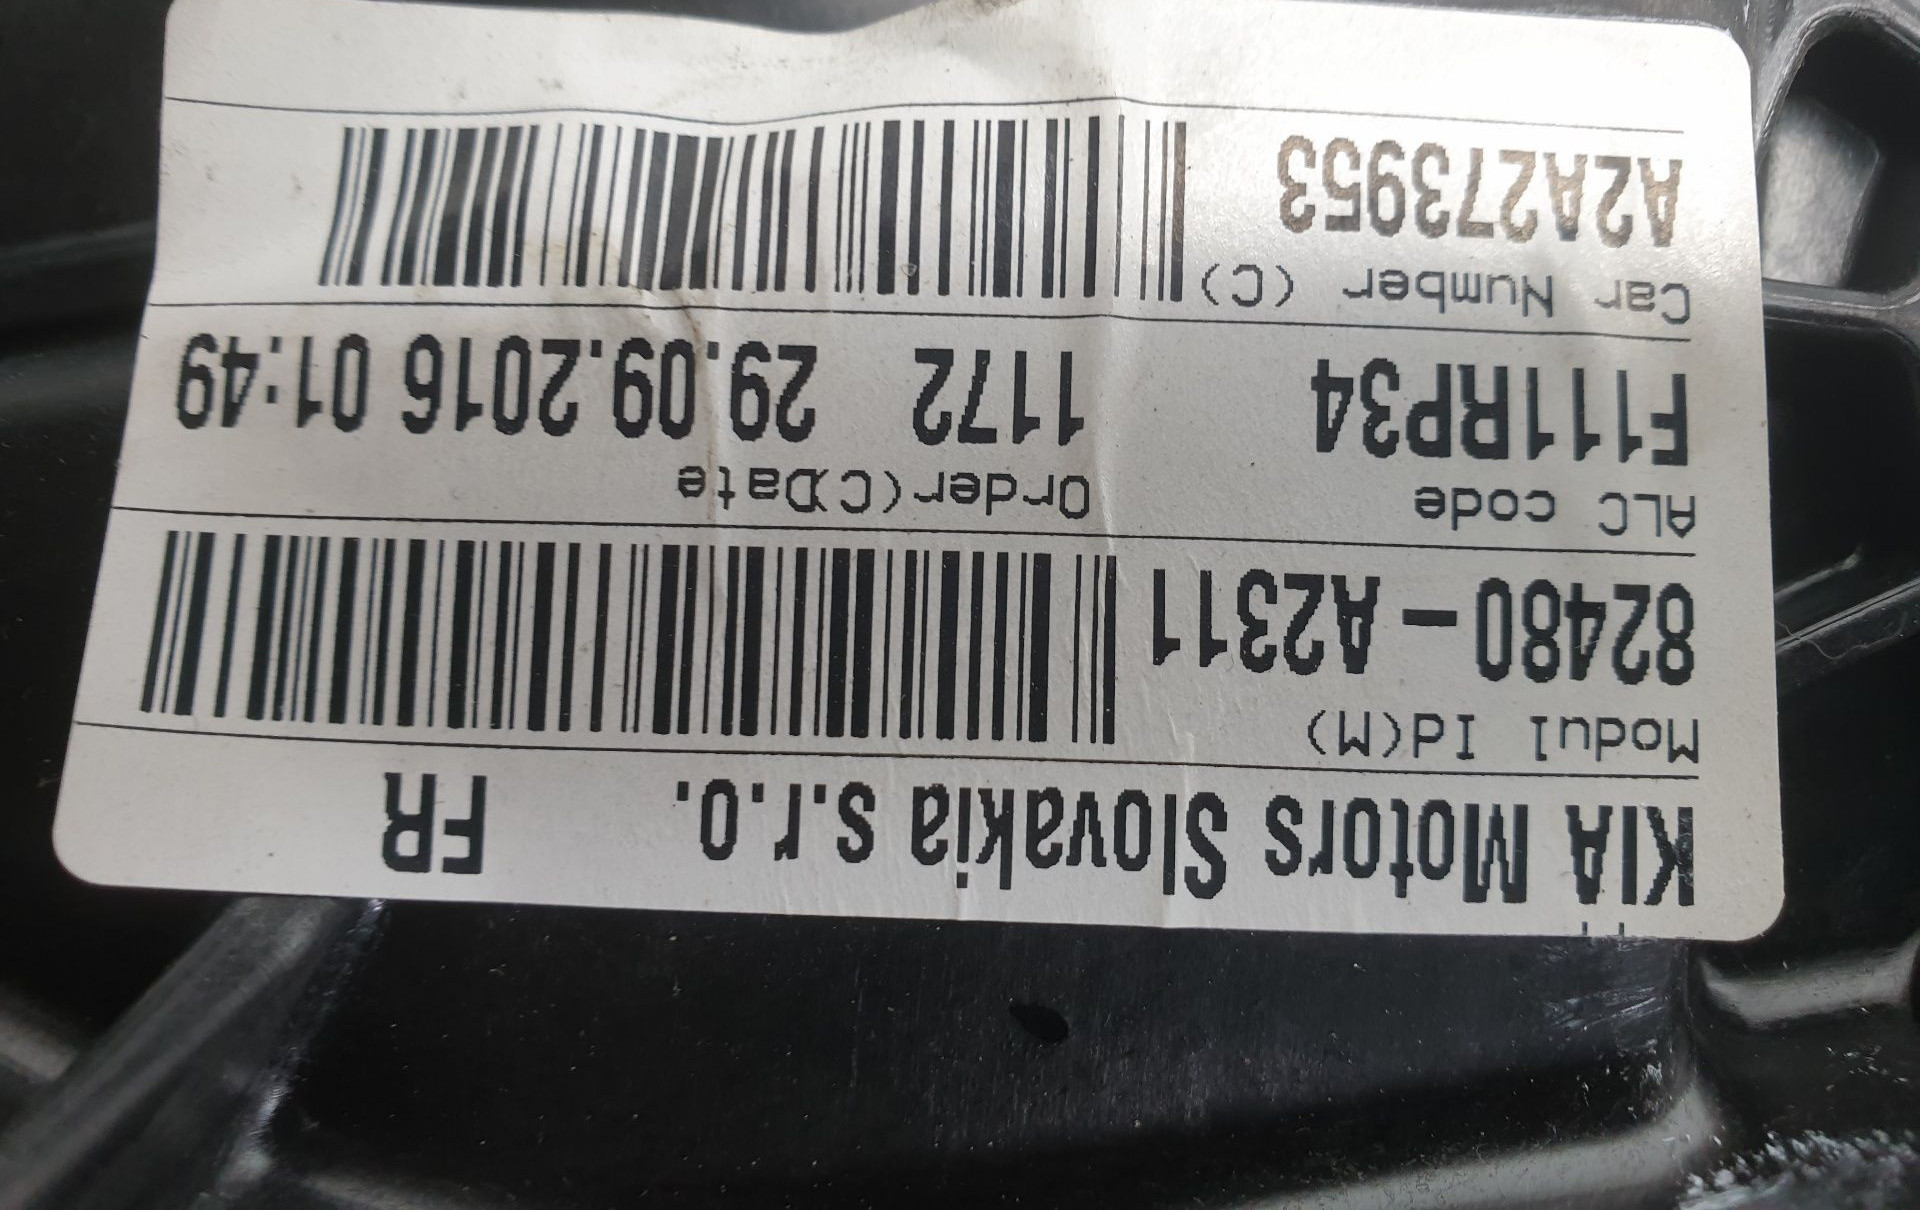 KIA Motors Slovakia s.r.o. FR
Modul Id(M)
82480-A2311
ALC code Order(C)Date
F111RP34 1172 29.09.2016 01:49
Car Number (C)
A2A273953